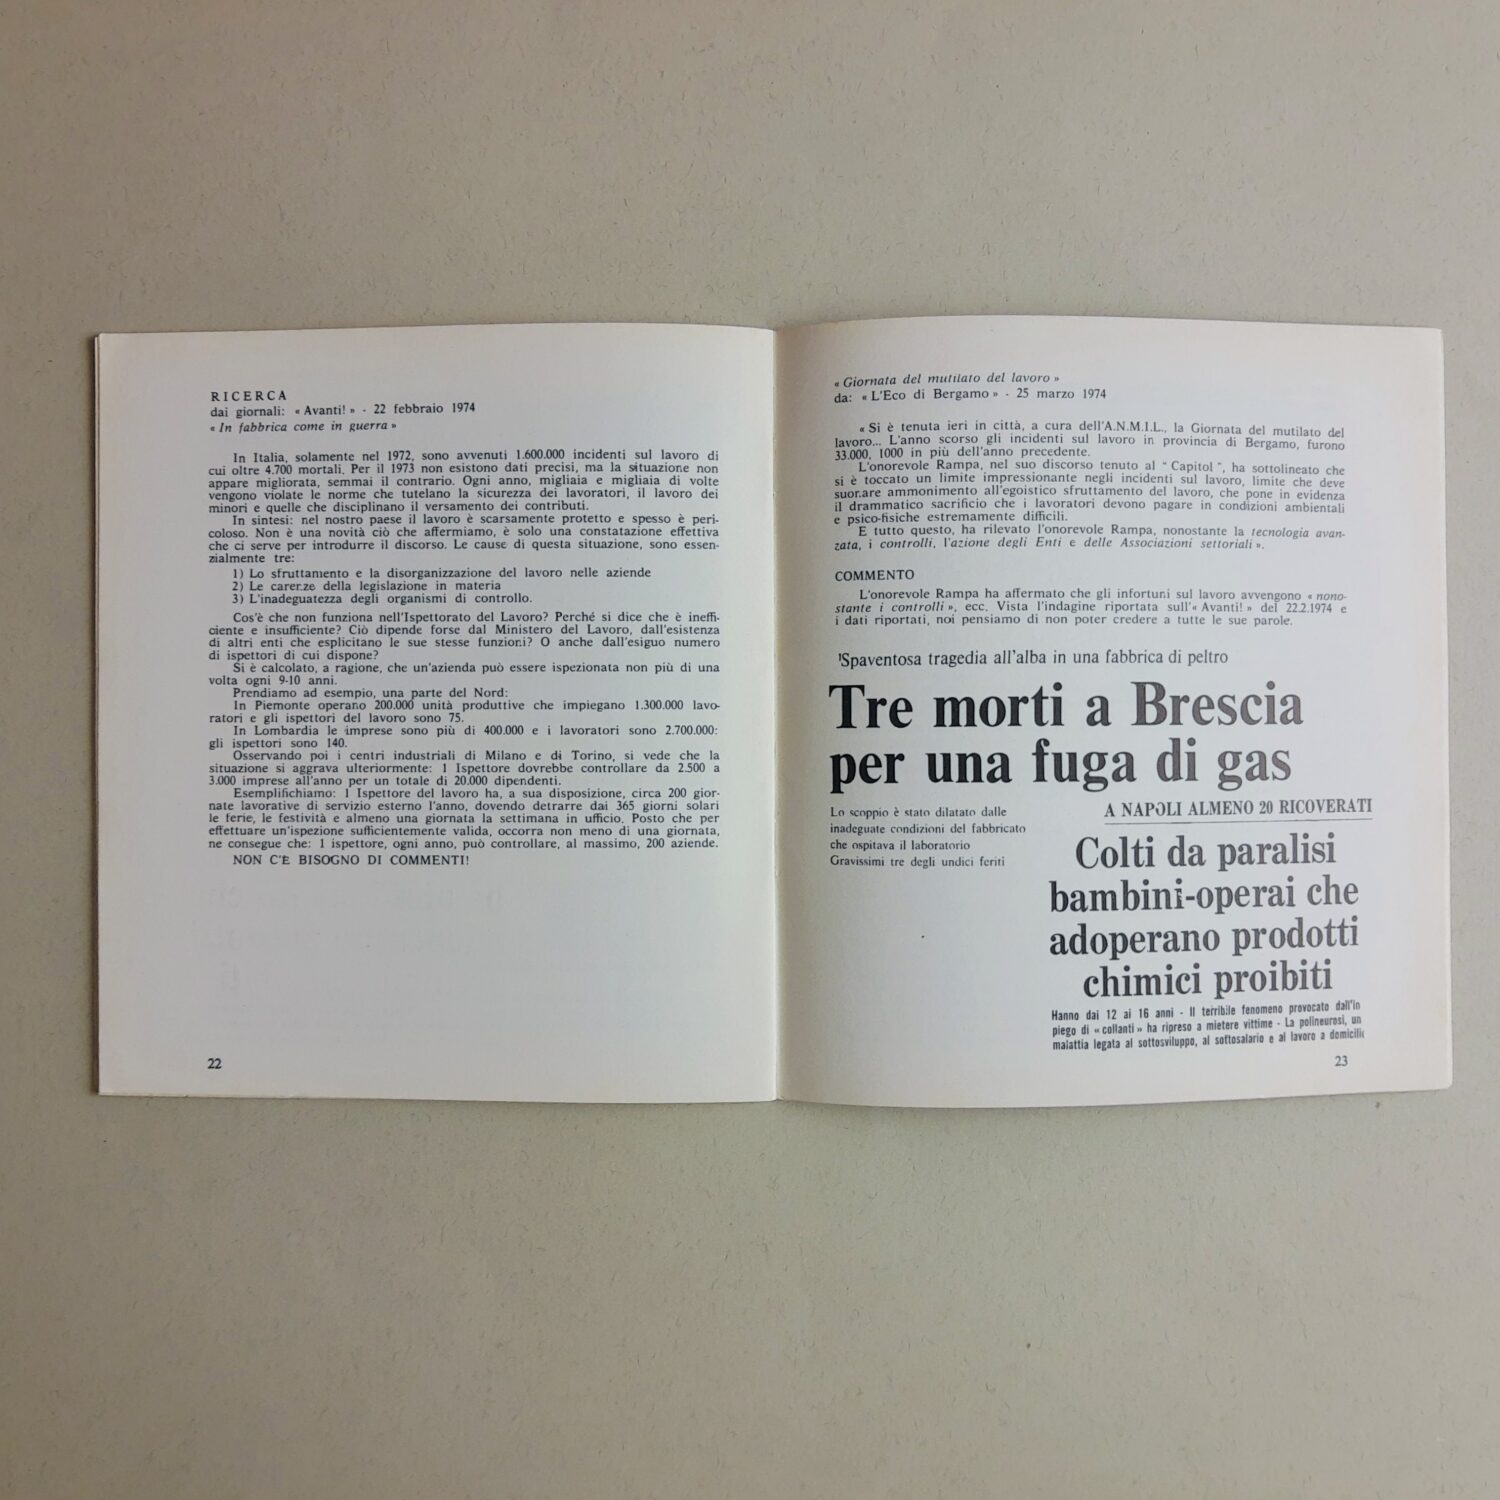 RICERCA
dai giornali: « Avanti! » - 22 febbraio 1974
« In fabbrica come in guerra »
In Italia, solamente nel 1972, sono avvenuti 1.600.000 incidenti sul lavoro di
cui oltre 4.700 mortali. Per il 1973 non esistono dati precisi, ma la situazione non
appare migliorata, semmai il contrario. Ogni anno, migliaia e migliaia di volte
vengono violate le norme che tutelano la sicurezza dei lavoratori, il lavoro dei
minori e quelle che disciplinano il versamento dei contributi.
In sintesi: nel nostro paese il lavoro è scarsamente protetto e spesso è peri-
coloso. Non è una novità ciò che affermiamo, è solo una constatazione effettiva
che ci serve per introdurre il discorso. Le cause di questa situazione, sono essen-
zialmente tre:
1) Lo sfruttamento e la disorganizzazione del lavoro nelle aziende
2) Le carenze della legislazione in materia
3) L'inadeguatezza degli organismi di controllo.
Cos'è che non funziona nell'Ispettorato del Lavoro? Perché si dice che è ineffi-
ciente e insufficiente? Ciò dipende forse dal Ministero del Lavoro, dall'esistenza
di altri enti che esplicitano le sue stesse funzioni? O anche dall'esiguo numero
di ispettori di cui dispone?
Si è calcolato, a ragione, che un'azienda può essere ispezionata non più di una
volta ogni 9-10 anni.
Prendiamo ad esempio, una parte del Nord:
In Piemonte operano 200.000 unità produttive che impiegano 1.300.000 lavo-
ratori e gli ispettori del lavoro sono 75.
In Lombardia le imprese sono più di 400.000 e i lavoratori sono 2.700.000:
gli ispettori sono 140.
Osservando poi i centri industriali di Milano e di Torino, si vede che la
situazione si aggrava ulteriormente: 1 Ispettore dovrebbe controllare da 2.500 a
3.000 imprese all'anno per un totale di 20.000 dipendenti.
Esemplifichiamo: 1 Ispettore del lavoro ha, a sua disposizione, circa 200 gior-
nate lavorative di servizio esterno l'anno, dovendo detrarre dai 365 giorni solari
le ferie, le festività e almeno una giornata la settimana in ufficio. Posto che per
effettuare un'ispezione sufficientemente valida, occorra non meno di una giornata,
ne consegue che: 1 ispettore, ogni anno, può controllare, al massimo, 200 aziende.
NON C'E BISOGNO DI COMMENTI!
22
« Giornata del mutilato del lavoro »
da: « L'Eco di Bergamo » - 25 marzo 1974
« Si è tenuta ieri in città, a cura dell'A.N.M.I.L., la Giornata del mutilato del
lavoro... L'anno scorso gli incidenti sul lavoro in provincia di Bergamo, furono
33.000, 1000 in più dell'anno precedente.
L'onorevole Rampa, nel suo discorso tenuto al “ Capitol ”, ha sottolineato che
si è toccato un limite impressionante negli incidenti sul lavoro, limite che deve
suonare ammonimento all'egoistico sfruttamento del lavoro, che pone in evidenza
il drammatico sacrificio che i lavoratori devono pagare in condizioni ambientali
e psico-fisiche estremamente difficili.
E tutto questo, ha rilevato l'onorevole Rampa, nonostante la tecnologia avan-
zata, i controlli, l'azione degli Enti e delle Associazioni settoriali ».
COMMENTO
L'onorevole Rampa ha affermato che gli infortuni sul lavoro avvengono « nono-
stante i controlli », ecc. Vista l'indagine riportata sull'« Avanti! » del 22.2.1974 e
i dati riportati, noi pensiamo di non poter credere a tutte le sue parole.
Spaventosa tragedia all'alba in una fabbrica di peltro
Tre morti a Brescia
per una fuga di gas
Lo scoppio è stato dilatato dalle
inadeguate condizioni del fabbricato
che ospitava il laboratorio
Gravissimi tre degli undici feriti
A NAPOLI ALMENO 20 RICOVERATI
Colti da paralisi
bambini-operai che
adoperano prodotti
chimici proibiti
Hanno dai 12 ai 16 anni - Il terribile fenomeno provocato dall'in
piego di « collanti » ha ripreso a mietere vittime - La polineurosi, un
malattia legata al sottosviluppo, al sottosalario e al lavoro a domicilio
23